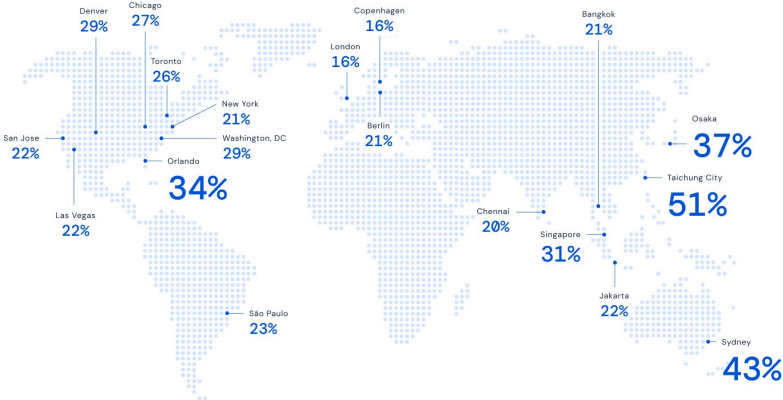 Denver
29%
Chicago
27%
Toronto
26%
New York
21%
Washington, DC
29%
San Jose
22%
Orlando
34%
Las Vegas
22%
São Paulo
23%
Copenhagen
16%
London
16%
Berlin
21%
Bangkok
21%
Osaka
37%
Taichung City
51%
Chennai
20%
Singapore
31%
Jakarta
22%
Sydney
43%